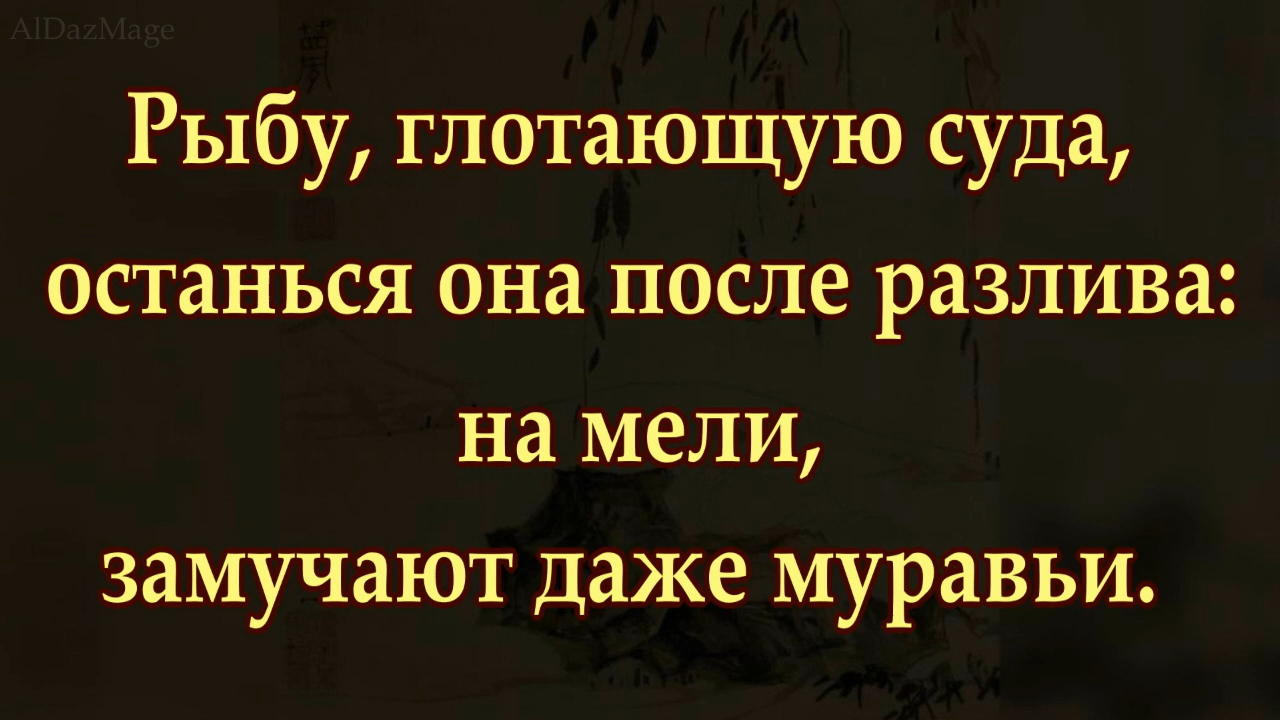 AlDazMage
Рыбу, глотающую суда,
останься она после разлива:
на мели,
замучают даже муравьи.